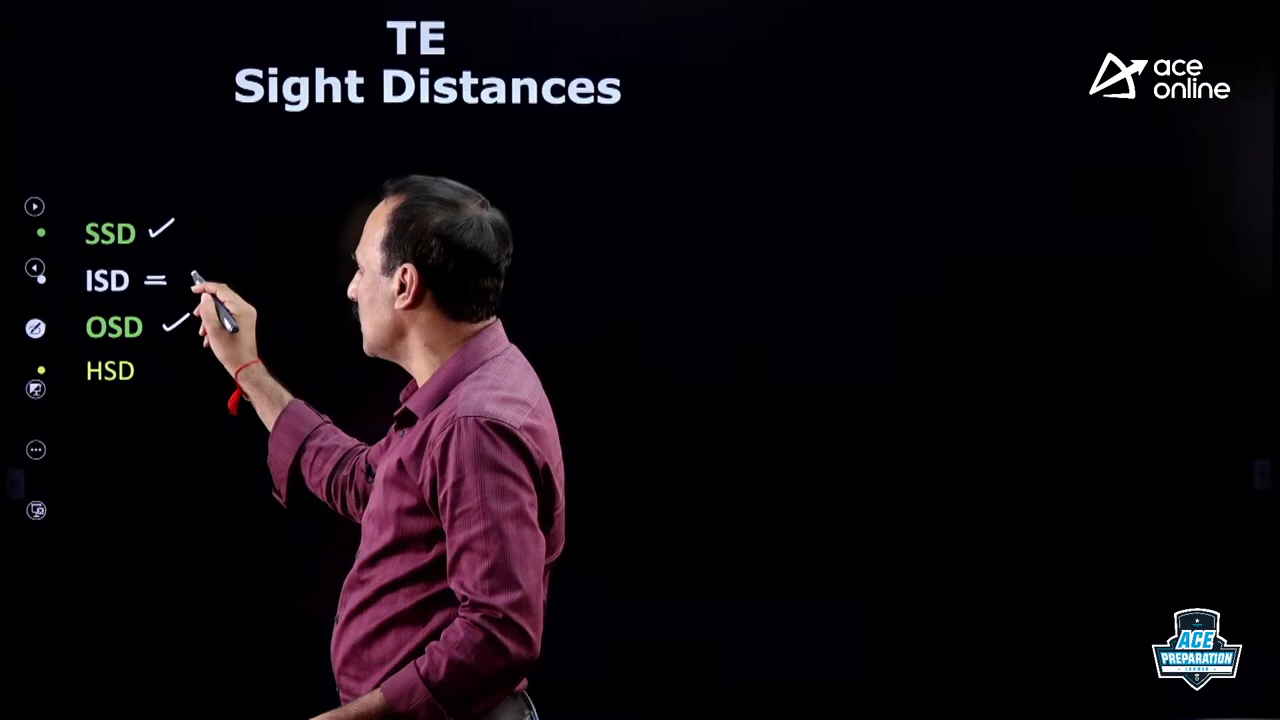 TE
Sight Distances
ace
online
SSD ✓
ISD =
OSD ✓
HSD
ACE
PREPARATION